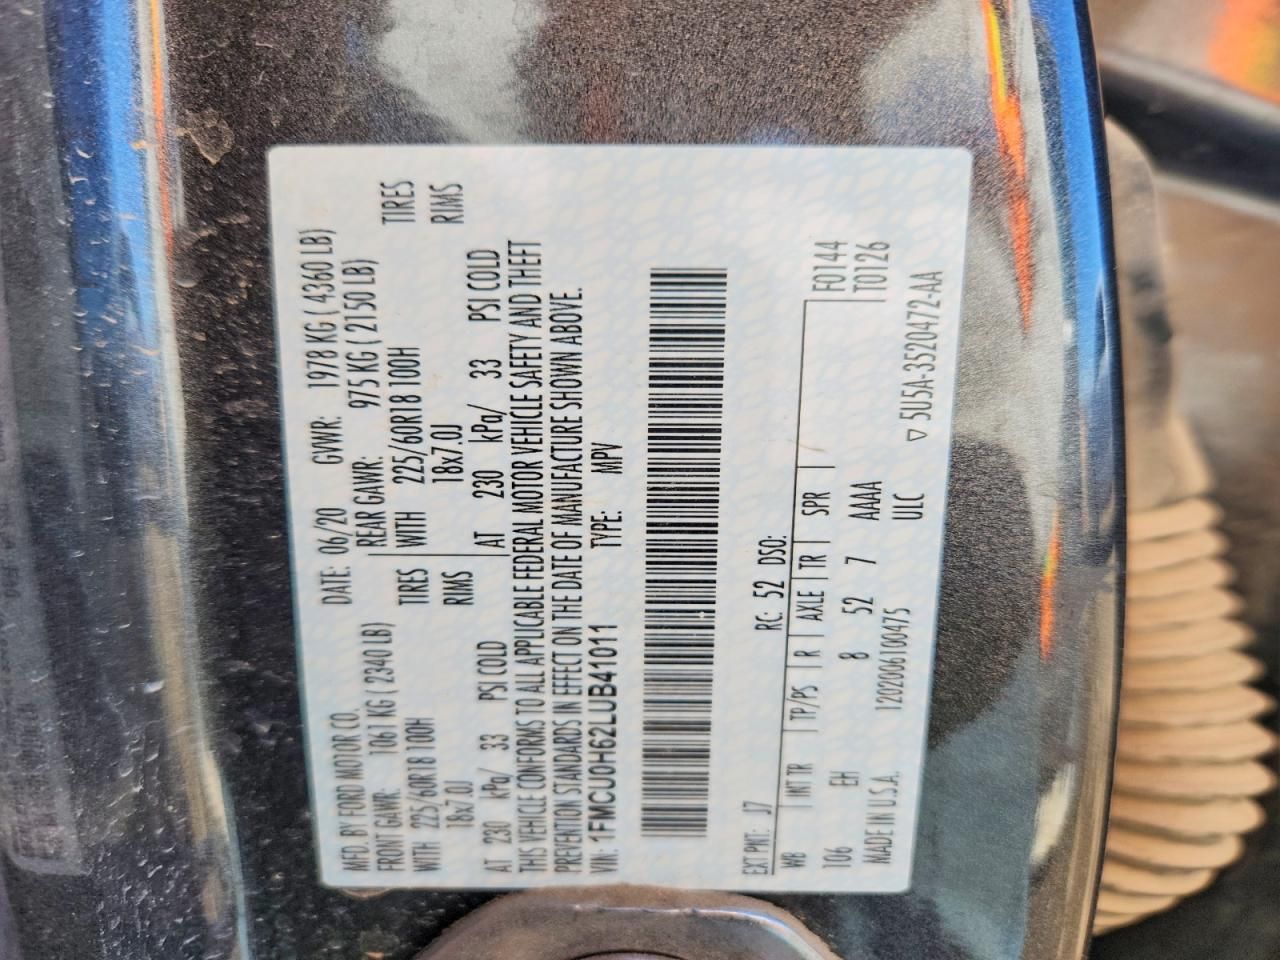 MFD. BY FORD MOTOR CO. DATE: 06/20 GVWR: 1978 KG ( 4360 LB)
FRONT GAWR: 1061 KG ( 2340 LB) REAR GAWR: 975 KG ( 2150 LB)
WITH 225/60R18 100H TIRES WITH 225/60R18 100H TIRES
18x7.0J RIMS 18x7.0J RIMS
AT 230 kPa/ 33 PSI COLD AT 230 kPa/ 33 PSI COLD
THIS VEHICLE CONFORMS TO ALL APPLICABLE FEDERAL MOTOR VEHICLE SAFETY AND THEFT
PREVENTION STANDARDS IN EFFECT ON THE DATE OF MANUFACTURE SHOWN ABOVE.
VIN: 1FMCU0H62LUB41011 TYPE: MPV
EXT PNT: J7 RC: 52 DSO:
WB INT TR TP/PS R AXLE TR SPR F0144
106 EH 8 52 7 AAAA T0126
MADE IN U.S.A. 1202006100475 ULC ▽ 5U5A-3520472-AA